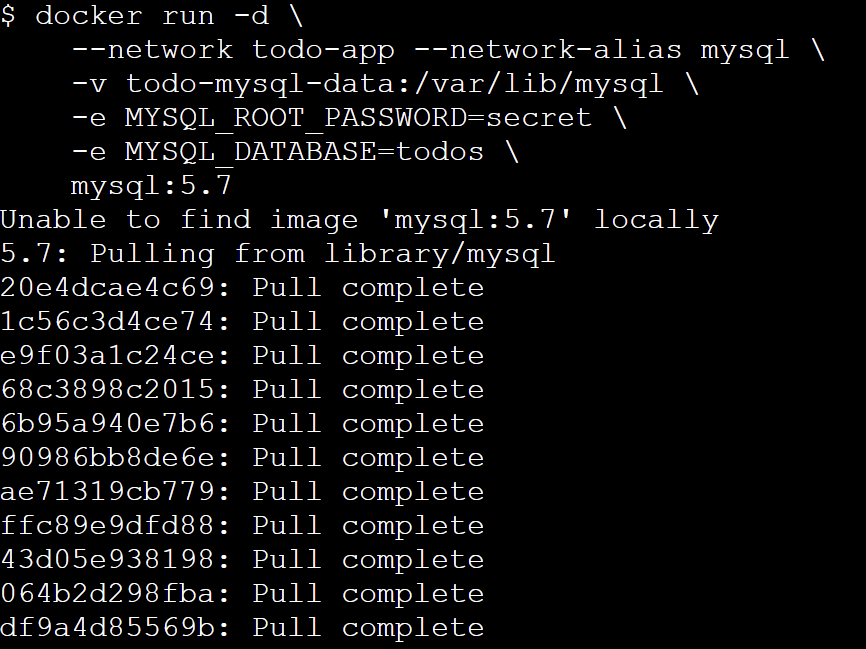 $ docker run -d \
    --network todo-app --network-alias mysql \
    -v todo-mysql-data:/var/lib/mysql \
    -e MYSQL_ROOT_PASSWORD=secret \
    -e MYSQL_DATABASE=todos \
    mysql:5.7
Unable to find image 'mysql:5.7' locally
5.7: Pulling from library/mysql
20e4dcae4c69: Pull complete
1c56c3d4ce74: Pull complete
e9f03a1c24ce: Pull complete
68c3898c2015: Pull complete
6b95a940e7b6: Pull complete
90986bb8de6e: Pull complete
ae71319cb779: Pull complete
ffc89e9dfd88: Pull complete
43d05e938198: Pull complete
064b2d298fba: Pull complete
df9a4d85569b: Pull complete